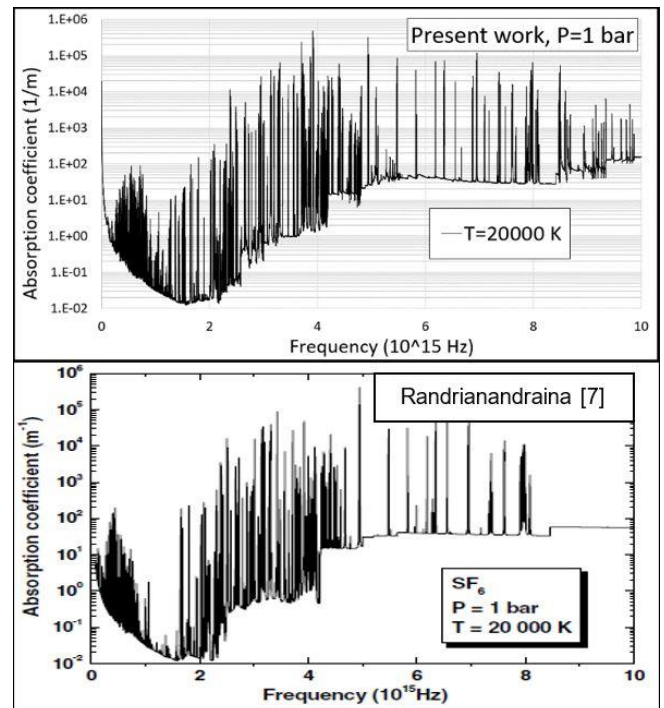 1.E+06
Present work, P=1 bar
1.E+05
1.E+04
1.E+03
1.E+02
1.E+01
1.E+00
1.E-01
1.E-02
Absorption coefficient (1/m)
T=20000 K
0 2 4 6 8 10
Frequency (10^15 Hz)
10⁶
Randrianandraina [7]
10⁵
10⁴
10³
10²
10¹
10⁰
10⁻¹
10⁻²
Absorption coefficient (m⁻¹)
SF₆
P = 1 bar
T = 20 000 K
0 2 4 6 8 10
Frequency (10¹⁵Hz)